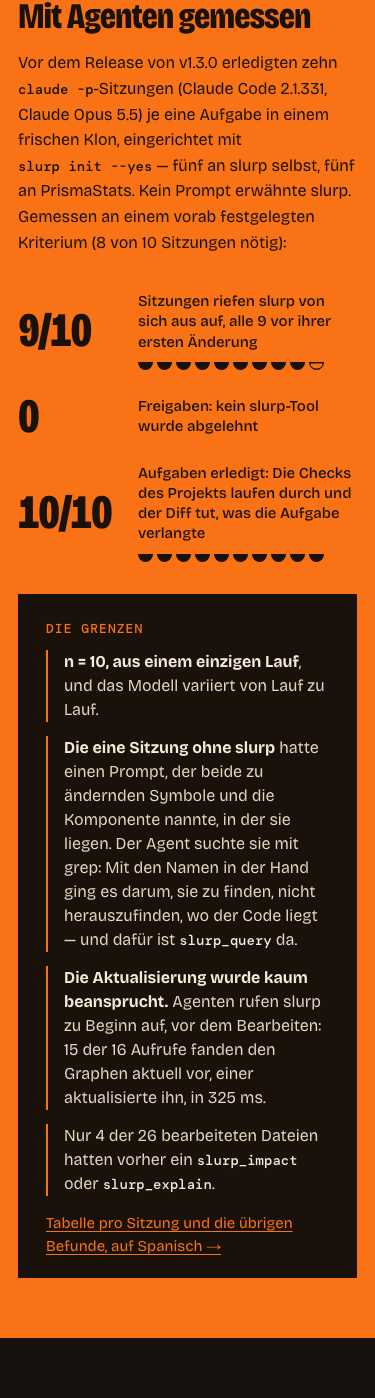 Mit Agenten gemessen
Vor dem Release von v1.3.0 erledigten zehn
claude -p-Sitzungen (Claude Code 2.1.331,
Claude Opus 5.5) je eine Aufgabe in einem
frischen Klon, eingerichtet mit
slurp init --yes — fünf an slurp selbst, fünf
an PrismaStats. Kein Prompt erwähnte slurp.
Gemessen an einem vorab festgelegten
Kriterium (8 von 10 Sitzungen nötig):
9/10
Sitzungen riefen slurp von
sich aus auf, alle 9 vor ihrer
ersten Änderung
0
Freigaben: kein slurp-Tool
wurde abgelehnt
10/10
Aufgaben erledigt: Die Checks
des Projekts laufen durch und
der Diff tut, was die Aufgabe
verlangte
DIE GRENZEN
n = 10, aus einem einzigen Lauf,
und das Modell variiert von Lauf zu
Lauf.
Die eine Sitzung ohne slurp hatte
einen Prompt, der beide zu
ändernden Symbole und die
Komponente nannte, in der sie
liegen. Der Agent suchte sie mit
grep: Mit den Namen in der Hand
ging es darum, sie zu finden, nicht
herauszufinden, wo der Code liegt
— und dafür ist slurp_query da.
Die Aktualisierung wurde kaum
beansprucht. Agenten rufen slurp
zu Beginn auf, vor dem Bearbeiten:
15 der 16 Aufrufe fanden den
Graphen aktuell vor, einer
aktualisierte ihn, in 325 ms.
Nur 4 der 26 bearbeiteten Dateien
hatten vorher ein slurp_impact
oder slurp_explain.
Tabelle pro Sitzung und die übrigen
Befunde, auf Spanisch →